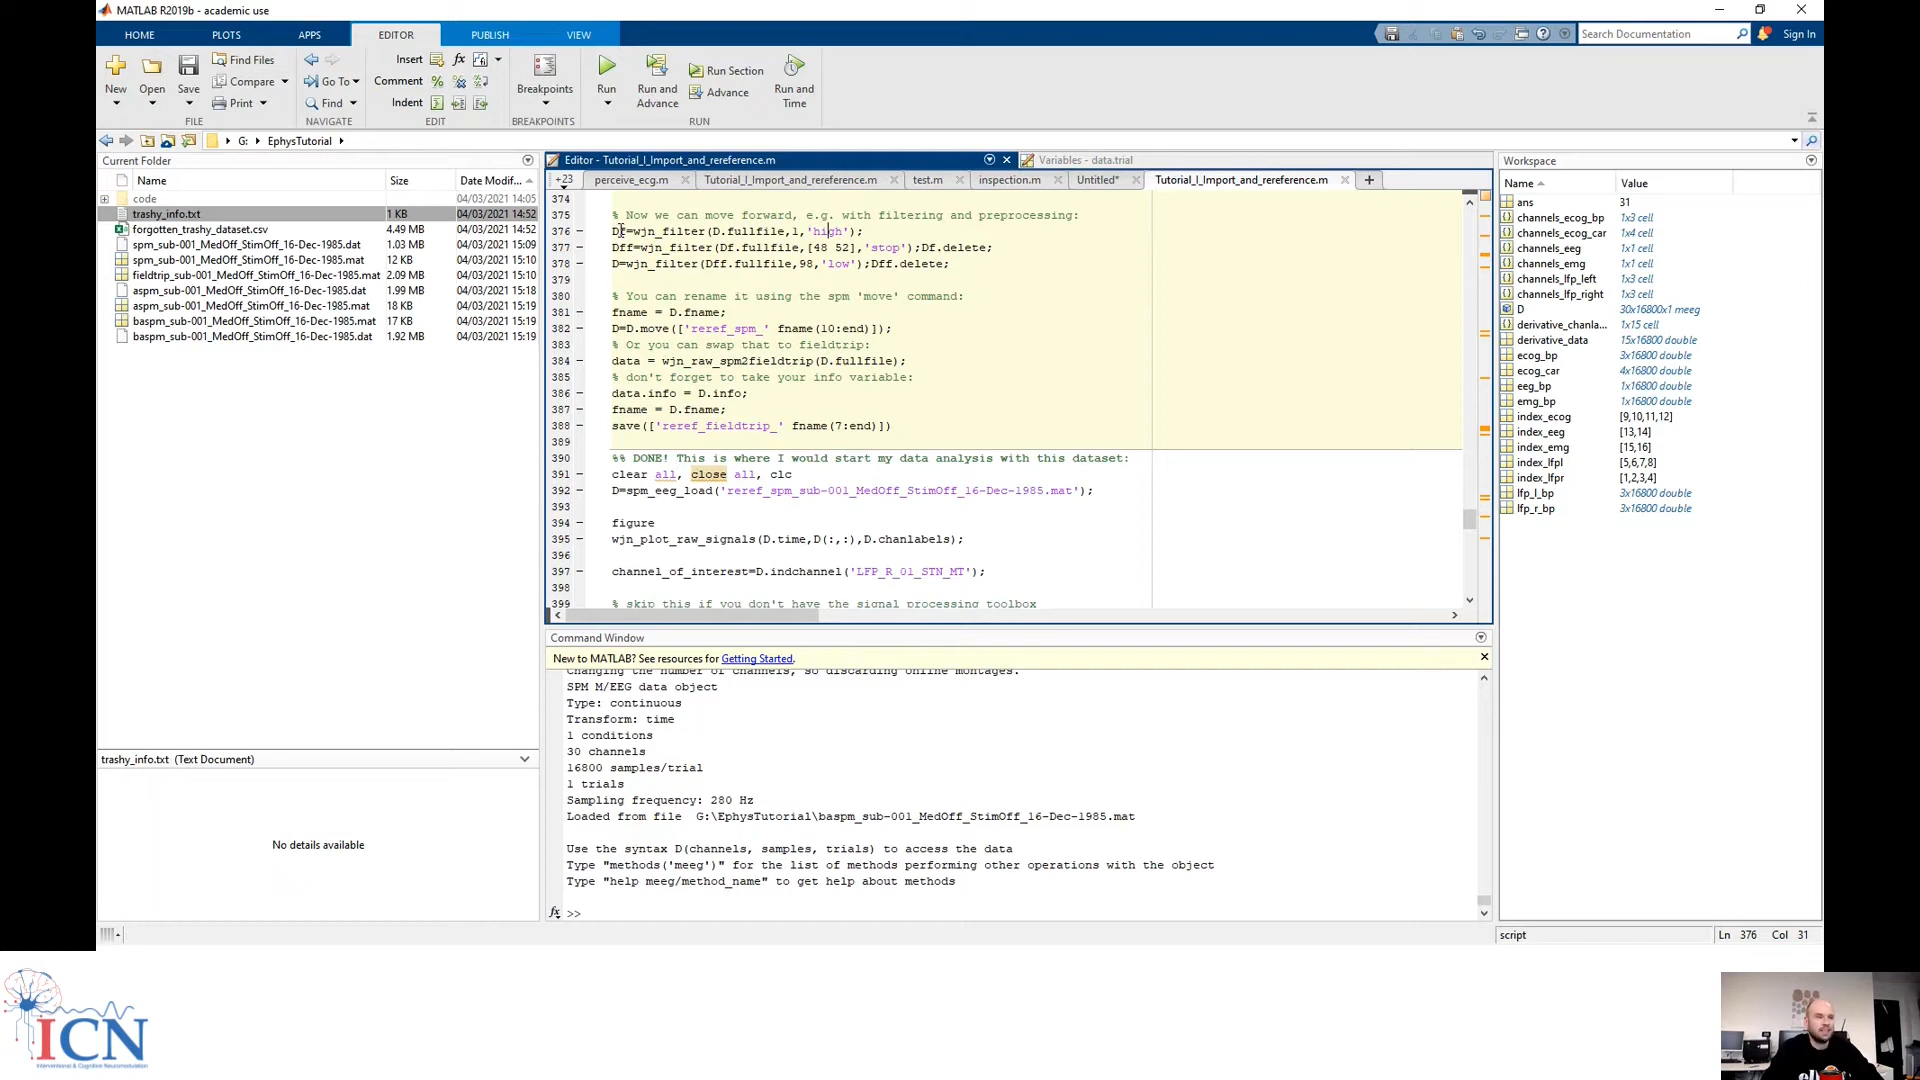 MATLAB R2019b - academic use
HOME PLOTS APPS EDITOR PUBLISH VIEW
Search Documentation
Sign In
New Open Save
Find Files
Compare
Print
FILE
Go To
Find
NAVIGATE
Insert
Comment
Indent
EDIT
Breakpoints
BREAKPOINTS
Run
Run and Advance
Run Section
Advance
Run and Time
RUN
G: EphysTutorial
Current Folder
Name Size Date Modif...
code 04/03/2021 14:05
trashy_info.txt 1 KB 04/03/2021 14:52
forgotten_trashy_dataset.csv 4.49 MB 04/03/2021 14:52
spm_sub-001_MedOff_StimOff_16-Dec-1985.dat 1.03 MB 04/03/2021 15:09
spm_sub-001_MedOff_StimOff_16-Dec-1985.mat 12 KB 04/03/2021 15:10
fieldtrip_sub-001_MedOff_StimOff_16-Dec-1985.mat 2.09 MB 04/03/2021 15:10
aspm_sub-001_MedOff_StimOff_16-Dec-1985.dat 1.99 MB 04/03/2021 15:18
aspm_sub-001_MedOff_StimOff_16-Dec-1985.mat 18 KB 04/03/2021 15:19
baspm_sub-001_MedOff_StimOff_16-Dec-1985.mat 17 KB 04/03/2021 15:19
baspm_sub-001_MedOff_StimOff_16-Dec-1985.dat 1.92 MB 04/03/2021 15:19
trashy_info.txt (Text Document)
No details available
Editor - Tutorial_I_Import_and_rereference.m
Variables - data.trial
+23 perceive_ecg.m Tutorial_I_Import_and_rereference.m test.m inspection.m Untitled* Tutorial_I_Import_and_rereference.m
374
375 % Now we can move forward, e.g. with filtering and preprocessing:
376 Df=wjn_filter(D.fullfile,1,'high');
377 Dff=wjn_filter(Df.fullfile,[48 52],'stop');Df.delete;
378 D=wjn_filter(Dff.fullfile,98,'low');Dff.delete;
379
380 % You can rename it using the spm 'move' command:
381 fname = D.fname;
382 D=D.move(['reref_spm_' fname(10:end)]);
383 % Or you can swap that to fieldtrip:
384 data = wjn_raw_spm2fieldtrip(D.fullfile);
385 % don't forget to take your info variable:
386 data.info = D.info;
387 fname = D.fname;
388 save(['reref_fieldtrip_' fname(7:end)])
389
390 %% DONE! This is where I would start my data analysis with this dataset:
391 clear all, close all, clc
392 D=spm_eeg_load('reref_spm_sub-001_MedOff_StimOff_16-Dec-1985.mat');
393
394 figure
395 wjn_plot_raw_signals(D.time,D(:,:),D.chanlabels);
396
397 channel_of_interest=D.indchannel('LFP_R_01_STN_MT');
398
399 % skip this if you don't have the signal processing toolbox
Command Window
New to MATLAB? See resources for Getting Started.
Changing the number of channels, so discarding online montages.
SPM M/EEG data object
Type: continuous
Transform: time
1 conditions
30 channels
16800 samples/trial
1 trials
Sampling frequency: 280 Hz
Loaded from file G:\EphysTutorial\baspm_sub-001_MedOff_StimOff_16-Dec-1985.mat
Use the syntax D(channels, samples, trials) to access the data
Type "methods('meeg')" for the list of methods performing other operations with the object
Type "help meeg/method_name" to get help about methods
fx >>
Workspace
Name Value
ans 31
channels_ecog_bp 1x3 cell
channels_ecog_car 1x4 cell
channels_eeg 1x1 cell
channels_emg 1x1 cell
channels_lfp_left 1x3 cell
channels_lfp_right 1x3 cell
D 30x16800x1 meeg
derivative_chanla... 1x15 cell
derivative_data 15x16800 double
ecog_bp 3x16800 double
ecog_car 4x16800 double
eeg_bp 1x16800 double
emg_bp 1x16800 double
index_ecog [9,10,11,12]
index_eeg [13,14]
index_emg [15,16]
index_lfpl [5,6,7,8]
index_lfpr [1,2,3,4]
lfp_l_bp 3x16800 double
lfp_r_bp 3x16800 double
script Ln 376 Col 31
ICN
Interventional & Cognitive Neuromodulation